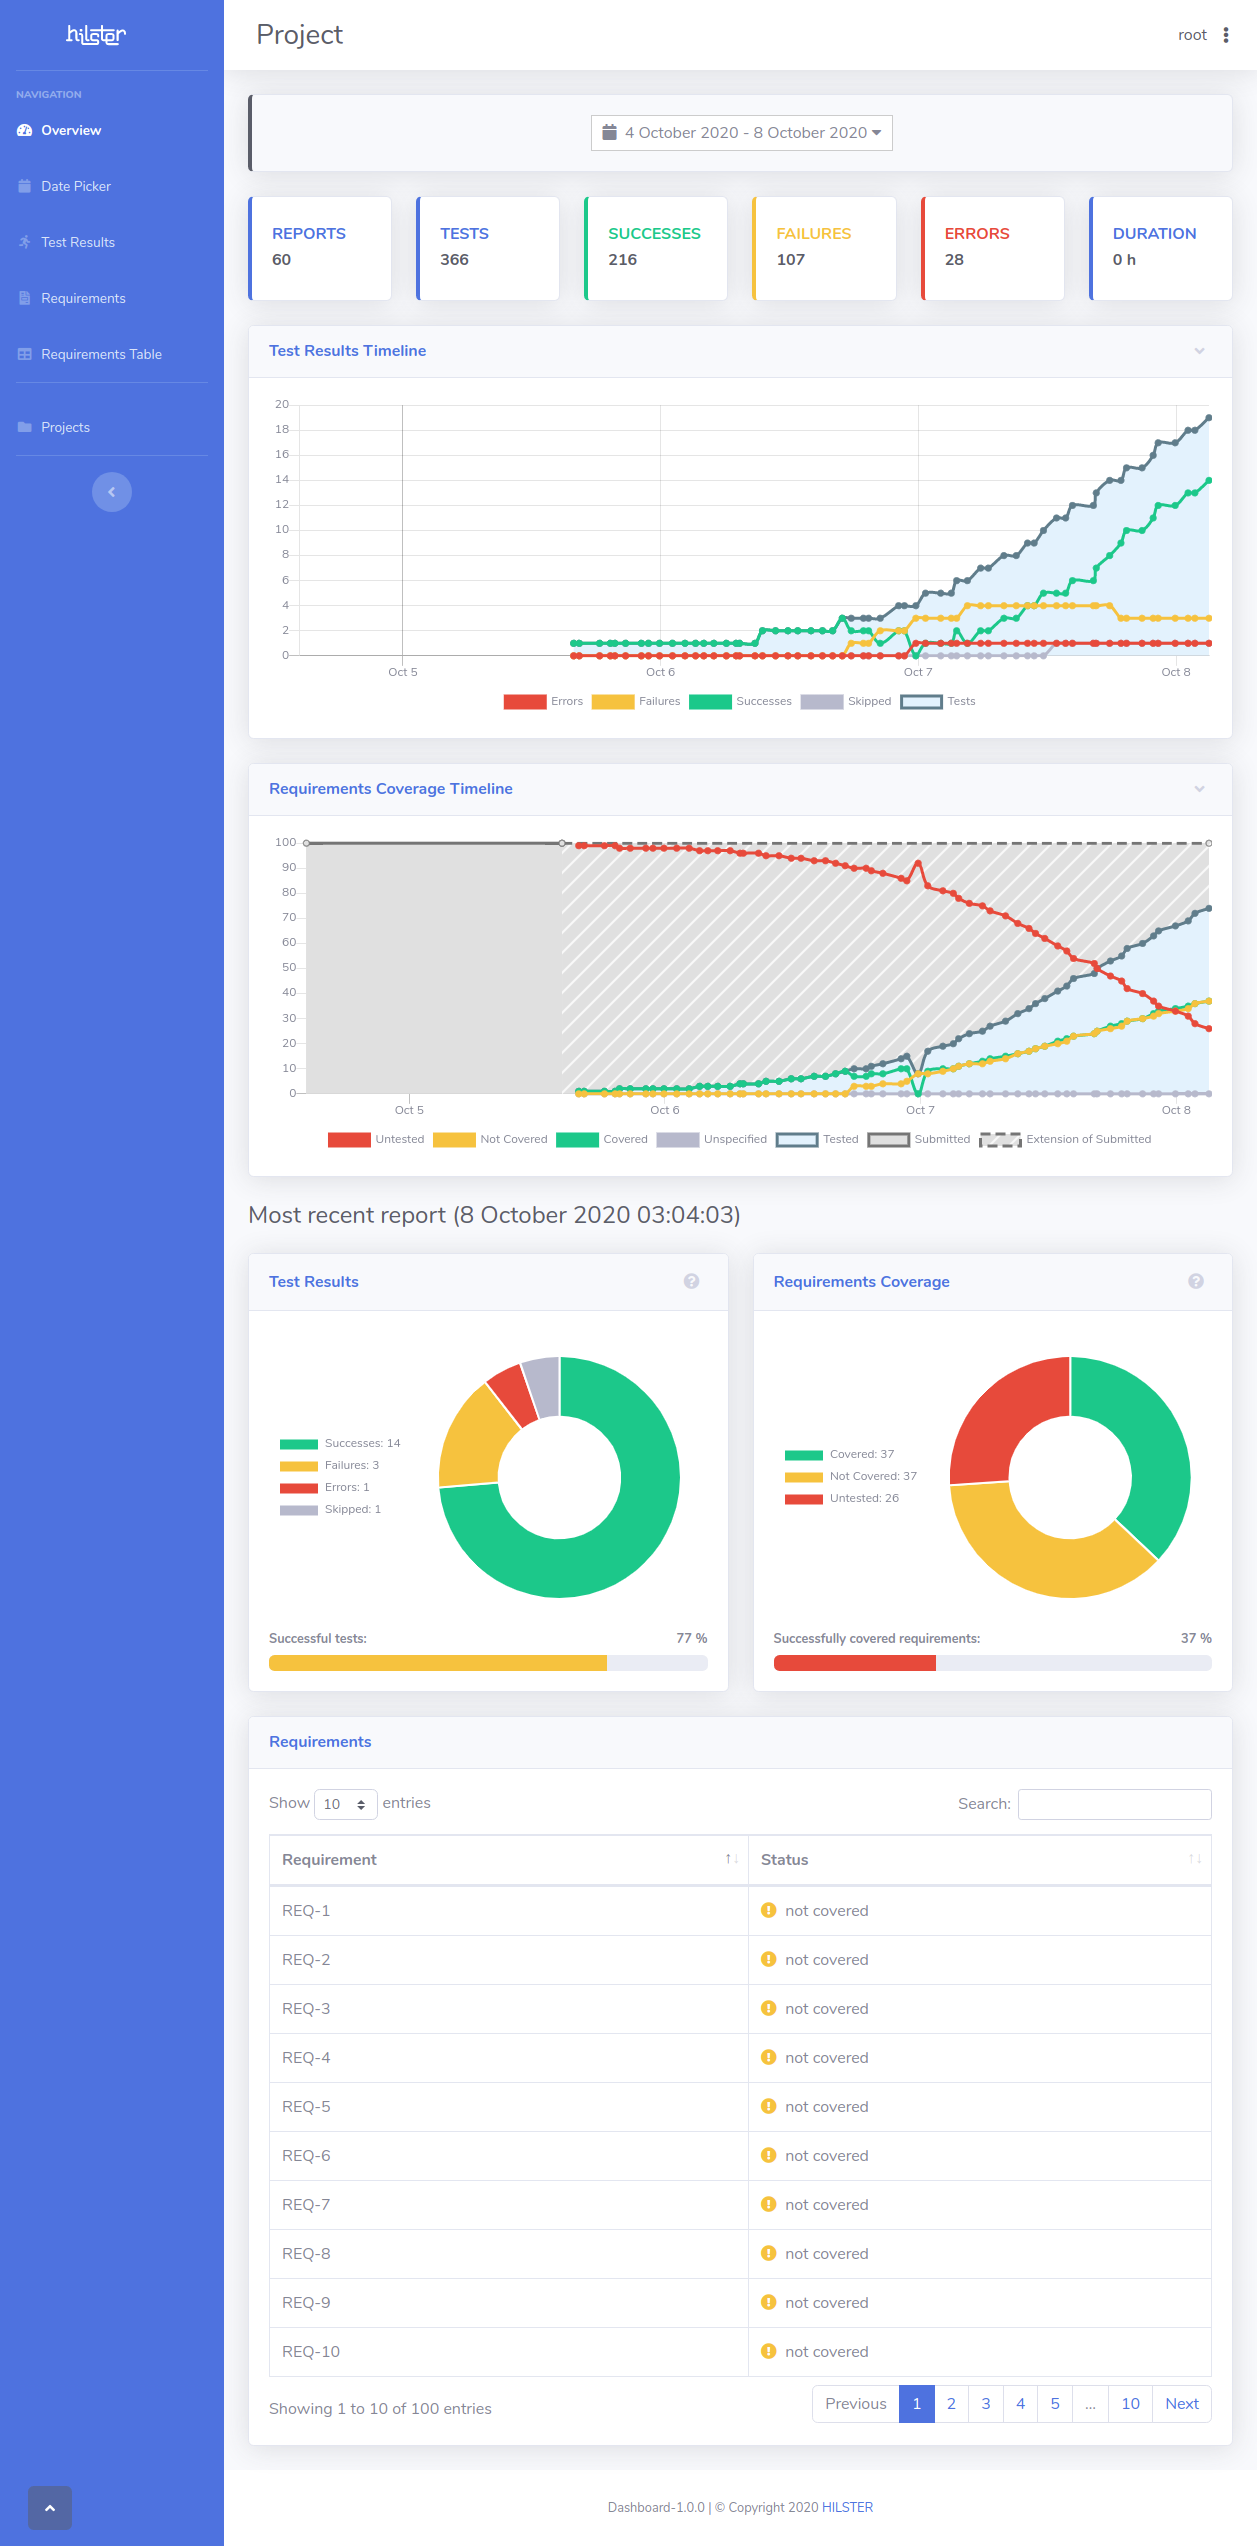 hilster
Project
root
NAVIGATION
Overview
Date Picker
Test Results
Requirements
Requirements Table
Projects
4 October 2020 - 8 October 2020
REPORTS
60
TESTS
366
SUCCESSES
216
FAILURES
107
ERRORS
28
DURATION
0 h
Test Results Timeline
20
18
16
14
12
10
8
6
4
2
0
Oct 5 Oct 6 Oct 7 Oct 8
Errors Failures Successes Skipped Tests
Requirements Coverage Timeline
100
90
80
70
60
50
40
30
20
10
0
Oct 5 Oct 6 Oct 7 Oct 8
Untested Not Covered Covered Unspecified Tested Submitted Extension of Submitted
Most recent report (8 October 2020 03:04:03)
Test Results
Successes: 14
Failures: 3
Errors: 1
Skipped: 1
Successful tests: 77 %
Requirements Coverage
Covered: 37
Not Covered: 37
Untested: 26
Successfully covered requirements: 37 %
Requirements
Show 10 entries Search:
Requirement Status
REQ-1 not covered
REQ-2 not covered
REQ-3 not covered
REQ-4 not covered
REQ-5 not covered
REQ-6 not covered
REQ-7 not covered
REQ-8 not covered
REQ-9 not covered
REQ-10 not covered
Showing 1 to 10 of 100 entries Previous 1 2 3 4 5 ... 10 Next
Dashboard-1.0.0 | © Copyright 2020 HILSTER